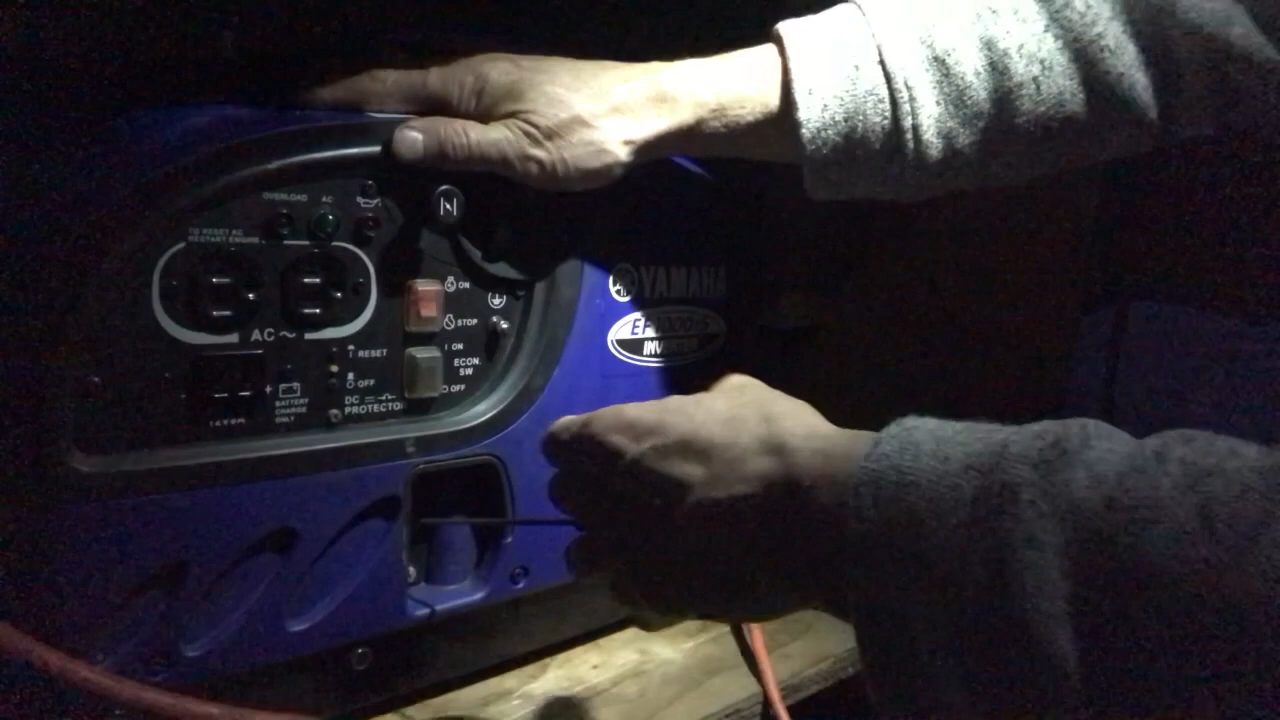 OVERLOAD AC
TO RESET AC
RESTART ENGINE
AC ~
ON
STOP
I ON
ECON.
SW
OFF
RESET
OFF
DC
PROTECTOR
+
BATTERY
CHARGE
ONLY
YAMAHA
INVERTER